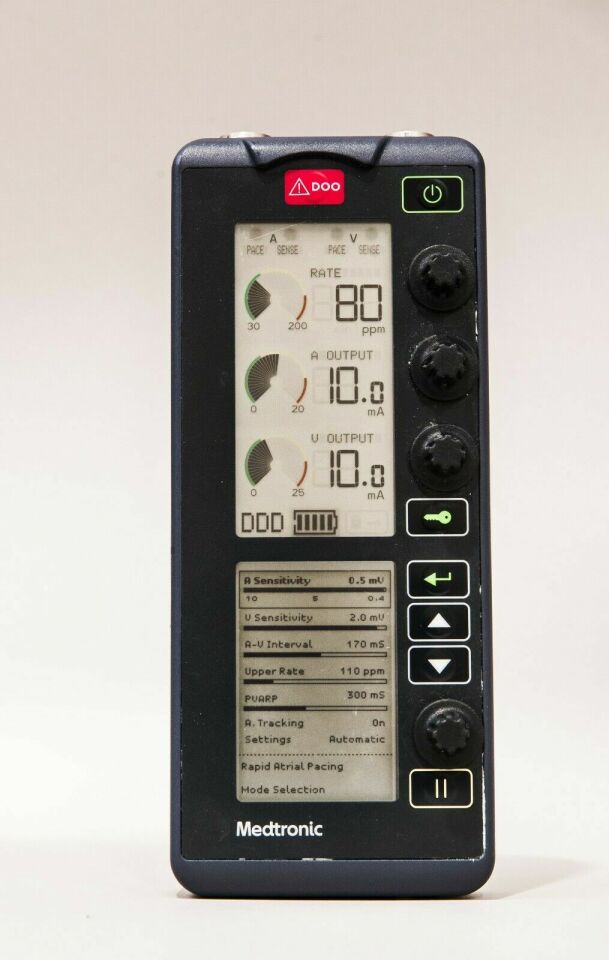 DOO
A V
PACE SENSE PACE SENSE
RATE
80
30 200 ppm
A OUTPUT
10.0
0 20 mA
V OUTPUT
10.0
0 25 mA
DDD
A Sensitivity 0.5 mV
10 5 0.4
V Sensitivity 2.0 mV
A-V Interval 170 mS
Upper Rate 110 ppm
PVARP 300 mS
A. Tracking On
Settings Automatic
Rapid Atrial Pacing
Mode Selection
Medtronic